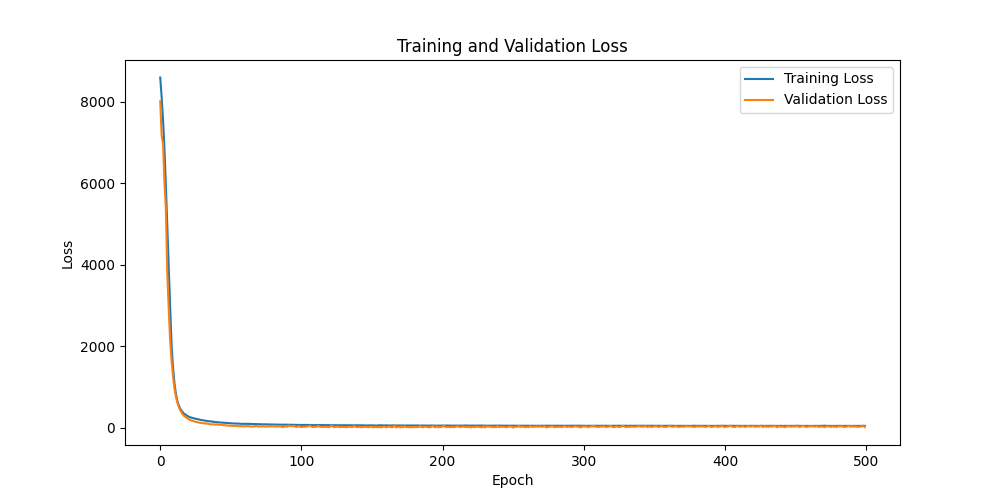 Training and Validation Loss
Training Loss
Validation Loss
8000
6000
4000
2000
0
Loss
0 100 200 300 400 500
Epoch